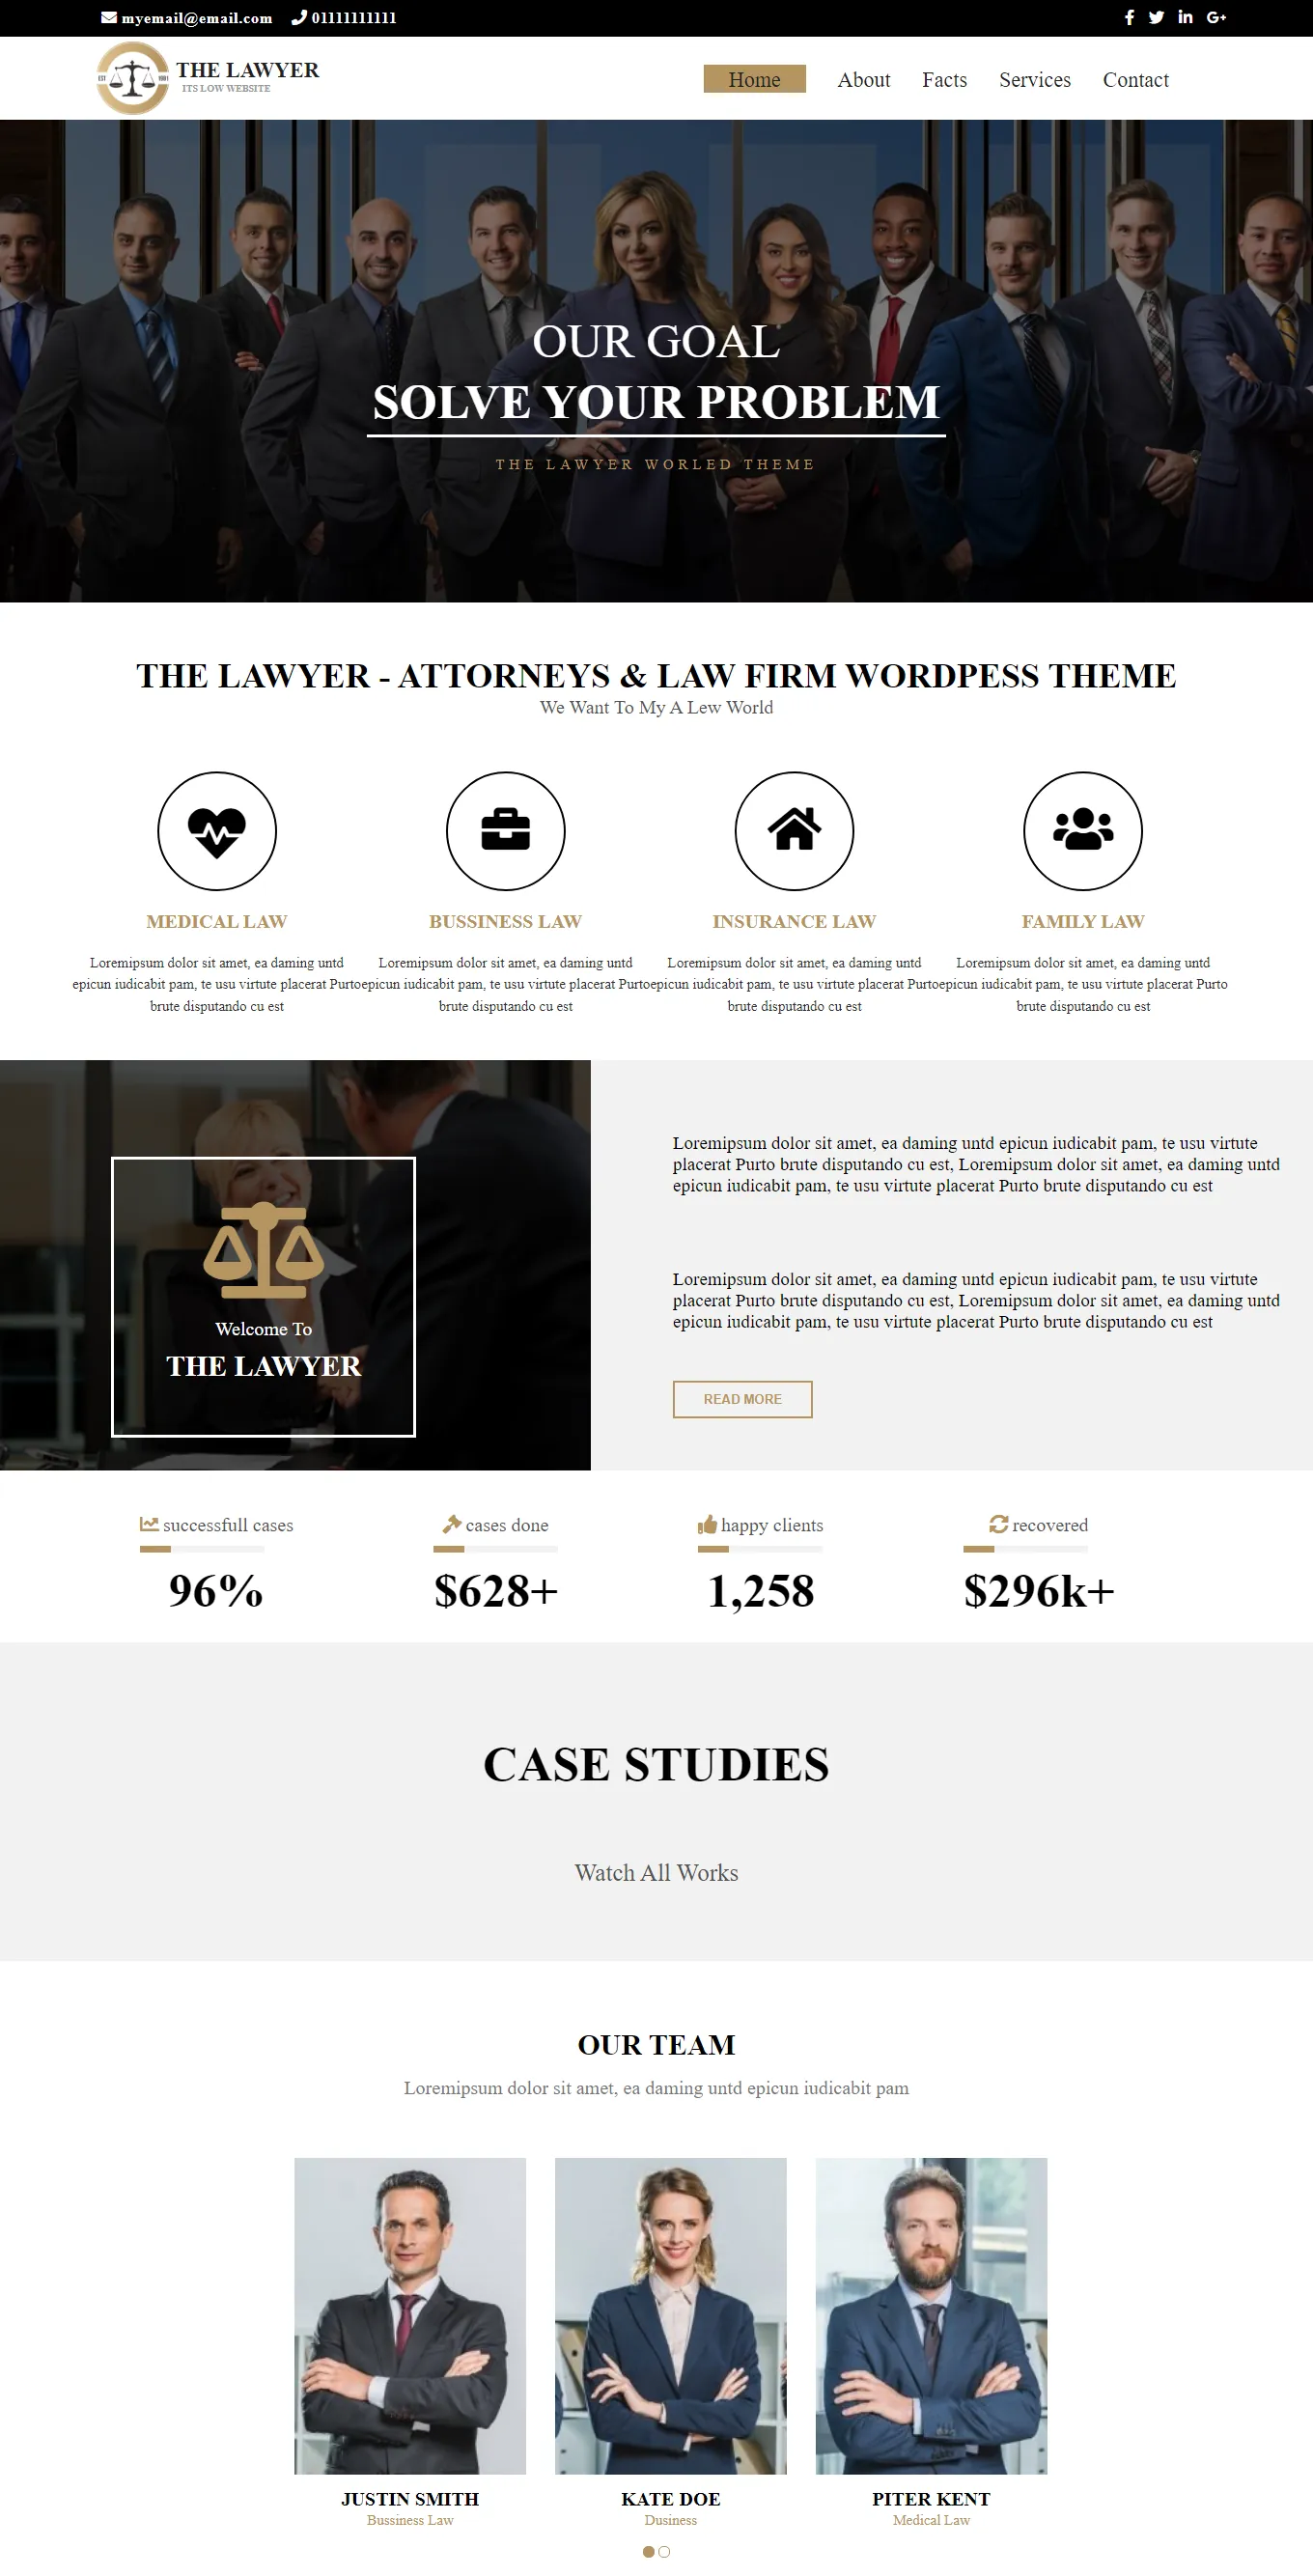 myemail@email.com 01111111111
THE LAWYER
ITS LOW WEBSITE
EST 1991
Home About Facts Services Contact
OUR GOAL
SOLVE YOUR PROBLEM
THE LAWYER WORLED THEME
THE LAWYER - ATTORNEYS & LAW FIRM WORDPESS THEME
We Want To My A Lew World
MEDICAL LAW
Loremipsum dolor sit amet, ea daming untd
epicun iudicabit pam, te usu virtute placerat Purto
brute disputando cu est
BUSSINESS LAW
Loremipsum dolor sit amet, ea daming untd
epicun iudicabit pam, te usu virtute placerat Purto
brute disputando cu est
INSURANCE LAW
Loremipsum dolor sit amet, ea daming untd
epicun iudicabit pam, te usu virtute placerat Purto
brute disputando cu est
FAMILY LAW
Loremipsum dolor sit amet, ea daming untd
epicun iudicabit pam, te usu virtute placerat Purto
brute disputando cu est
Welcome To
THE LAWYER
Loremipsum dolor sit amet, ea daming untd epicun iudicabit pam, te usu virtute
placerat Purto brute disputando cu est, Loremipsum dolor sit amet, ea daming untd
epicun iudicabit pam, te usu virtute placerat Purto brute disputando cu est
Loremipsum dolor sit amet, ea daming untd epicun iudicabit pam, te usu virtute
placerat Purto brute disputando cu est, Loremipsum dolor sit amet, ea daming untd
epicun iudicabit pam, te usu virtute placerat Purto brute disputando cu est
READ MORE
successfull cases
96%
cases done
$628+
happy clients
1,258
recovered
$296k+
CASE STUDIES
Watch All Works
OUR TEAM
Loremipsum dolor sit amet, ea daming untd epicun iudicabit pam
JUSTIN SMITH
Bussiness Law
KATE DOE
Dusiness
PITER KENT
Medical Law